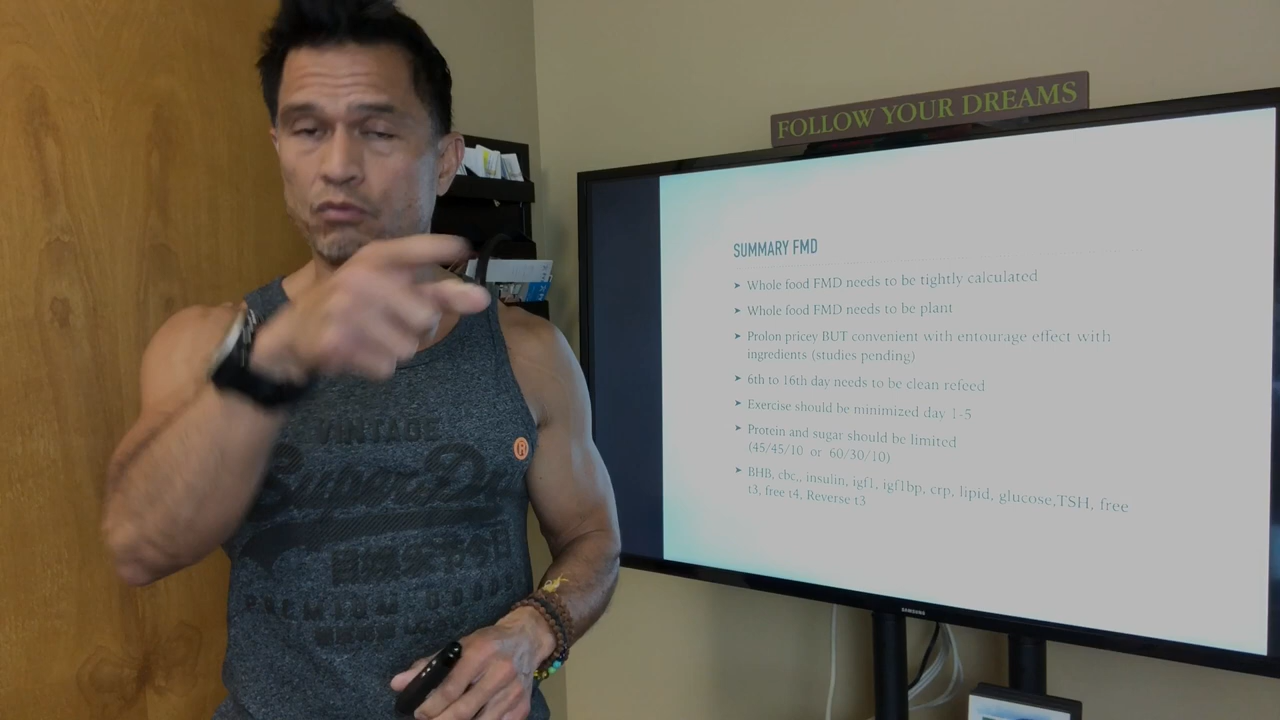 FOLLOW YOUR DREAMS
SUMMARY FMD
➤ Whole food FMD needs to be tightly calculated
➤ Whole food FMD needs to be plant
➤ Prolon pricey BUT convenient with entourage effect with
ingredients (studies pending)
➤ 6th to 16th day needs to be clean refeed
➤ Exercise should be minimized day 1-5
➤ Protein and sugar should be limited
(45/45/10 or 60/30/10)
➤ BHB, cbc,, insulin, igf1, igf1bp, crp, lipid, glucose,TSH, free
t3, free t4, Reverse t3
SAMSUNG
VINTAGE
R